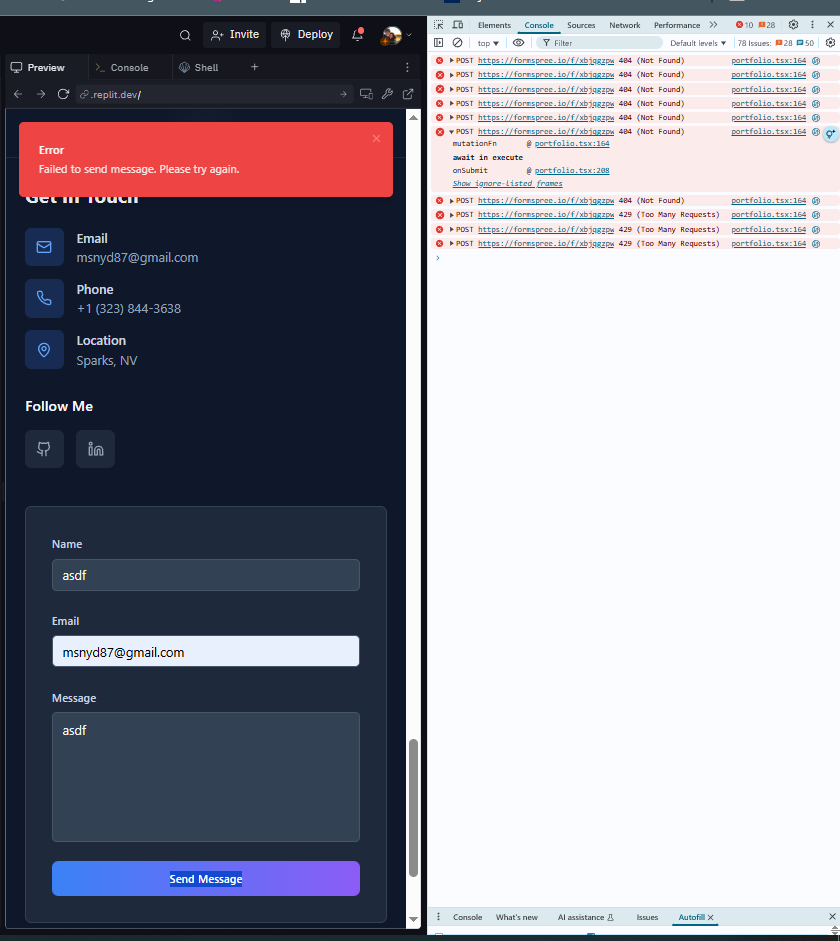 Invite
Deploy
Preview
Console
Shell
.replit.dev/
Error
Failed to send message. Please try again.
Get in Touch
Email
msnyd87@gmail.com
Phone
+1 (323) 844-3638
Location
Sparks, NV
Follow Me
Name
asdf
Email
msnyd87@gmail.com
Message
asdf
Send Message
Elements Console Sources Network Performance 10 28
top Filter Default levels 78 Issues: 28 50
POST https://formspree.io/f/xbjqgzpw 404 (Not Found) portfolio.tsx:164
POST https://formspree.io/f/xbjqgzpw 404 (Not Found) portfolio.tsx:164
POST https://formspree.io/f/xbjqgzpw 404 (Not Found) portfolio.tsx:164
POST https://formspree.io/f/xbjqgzpw 404 (Not Found) portfolio.tsx:164
POST https://formspree.io/f/xbjqgzpw 404 (Not Found) portfolio.tsx:164
POST https://formspree.io/f/xbjqgzpw 404 (Not Found) portfolio.tsx:164
mutationFn @ portfolio.tsx:164
await in execute
onSubmit @ portfolio.tsx:208
Show ignore-listed frames
POST https://formspree.io/f/xbjqgzpw 404 (Not Found) portfolio.tsx:164
POST https://formspree.io/f/xbjqgzpw 429 (Too Many Requests) portfolio.tsx:164
POST https://formspree.io/f/xbjqgzpw 429 (Too Many Requests) portfolio.tsx:164
POST https://formspree.io/f/xbjqgzpw 429 (Too Many Requests) portfolio.tsx:164
Console What's new AI assistance Issues Autofill